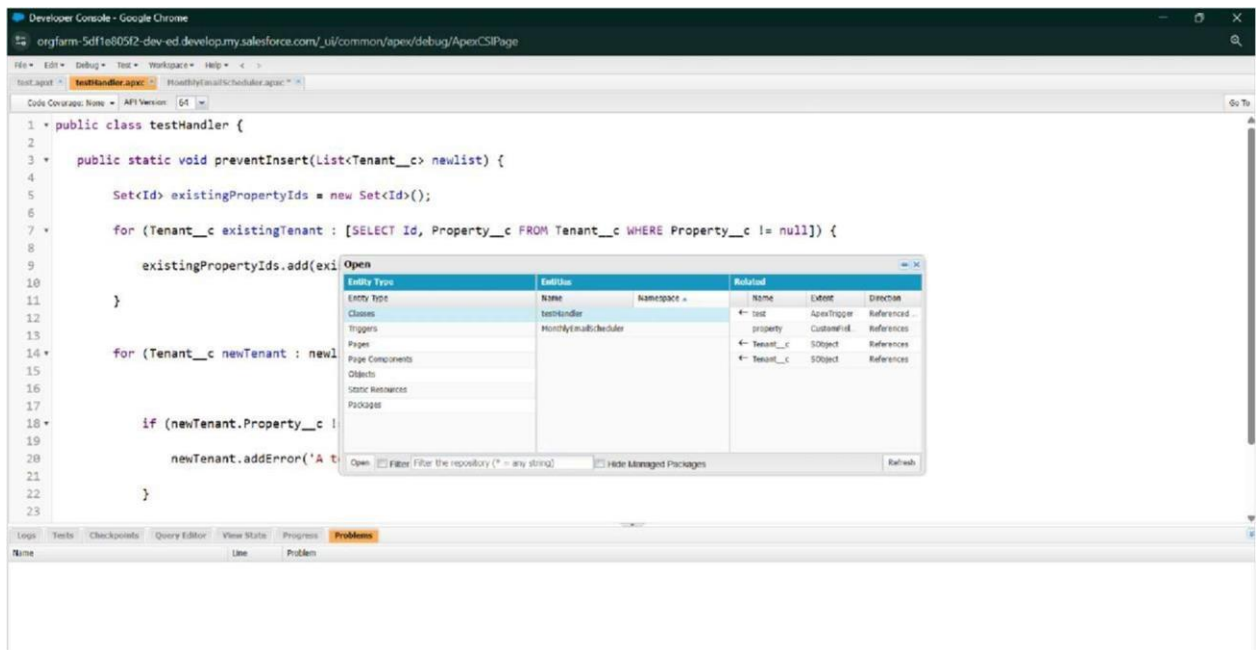 Developer Console - Google Chrome
orgfarm-5df1e805f2-dev-ed.develop.my.salesforce.com/_ui/common/apex/debug/ApexCSIPage
File Edit Debug Test Workspace Help < >
test.apxt testHandler.apxc MonthlyEmailScheduler.apxc *
Code Coverage: None API Version: 64 Go To
1 public class testHandler {
2
3 public static void preventInsert(List<Tenant__c> newlist) {
4
5 Set<Id> existingPropertyIds = new Set<Id>();
6
7 for (Tenant__c existingTenant : [SELECT Id, Property__c FROM Tenant__c WHERE Property__c != null]) {
8
9 existingPropertyIds.add(exi
10
11 }
12
13
14 for (Tenant__c newTenant : newl
15
16
17
18 if (newTenant.Property__c !
19
20 newTenant.addError('A t
21
22 }
23
Open
Entity Type Entities Related
Entity Type Name Namespace Name Extent Direction
Classes testHandler ← test ApexTrigger Referenced ...
Triggers MonthlyEmailScheduler property CustomFiel... References
Pages ← Tenant__c SObject References
Page Components ← Tenant__c SObject References
Objects
Static Resources
Packages
Open Filter Filter the repository (* = any string) Hide Managed Packages Refresh
Logs Tests Checkpoints Query Editor View State Progress Problems
Name Line Problem